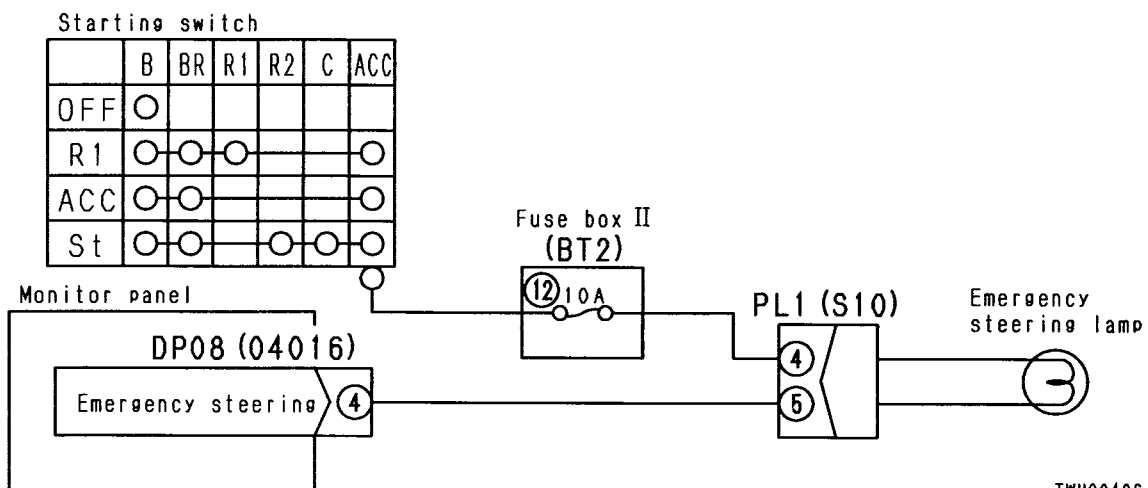 Starting switch
B BR R1 R2 C ACC
OFF
R1
ACC
St
Fuse box II
(BT2)
12 10A
Monitor panel
PL1 (S10)
Emergency
steering lamp
DP08 (04016)
4
Emergency steering 4
5